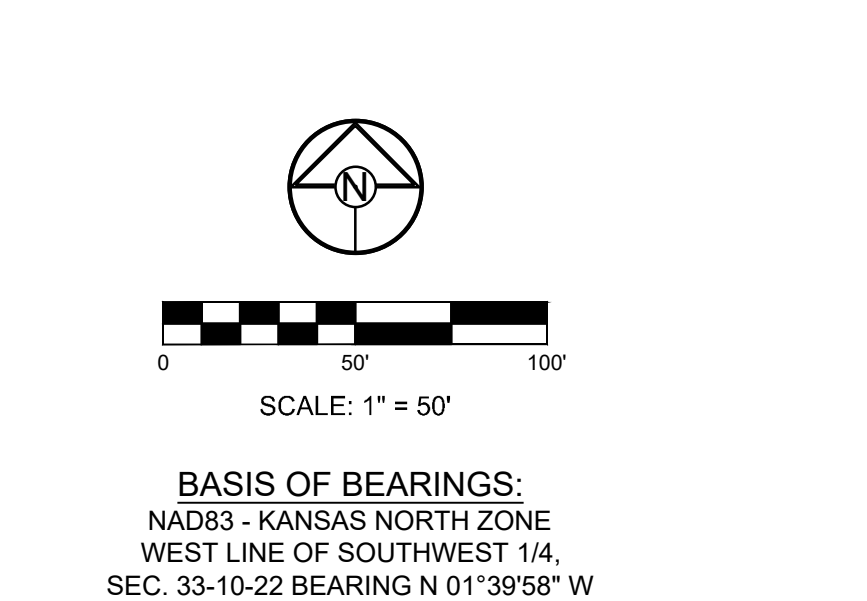 N
0 50' 100'
SCALE: 1" = 50'
BASIS OF BEARINGS:
NAD83 - KANSAS NORTH ZONE
WEST LINE OF SOUTHWEST 1/4,
SEC. 33-10-22 BEARING N 01°39'58" W